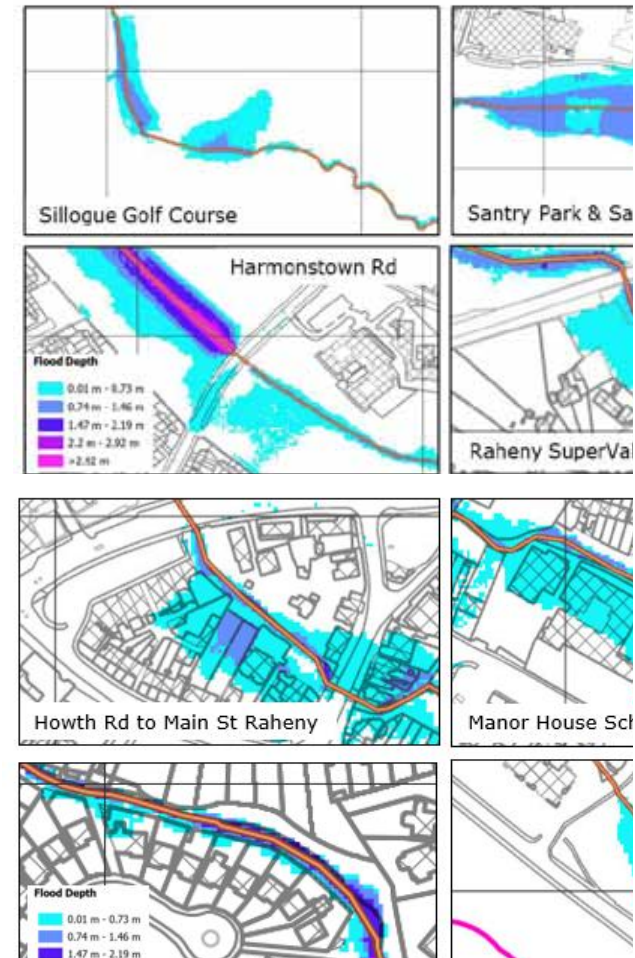 Sillogue Golf Course
Santry Park & Sa
Harmonstown Rd
Flood Depth
0.01 m - 0.73 m
0.74 m - 1.46 m
1.47 m - 2.19 m
2.2 m - 2.92 m
>2.92 m
Raheny SuperVal
Howth Rd to Main St Raheny
Manor House Sch
Flood Depth
0.01 m - 0.73 m
0.74 m - 1.46 m
1.47 m - 2.19 m